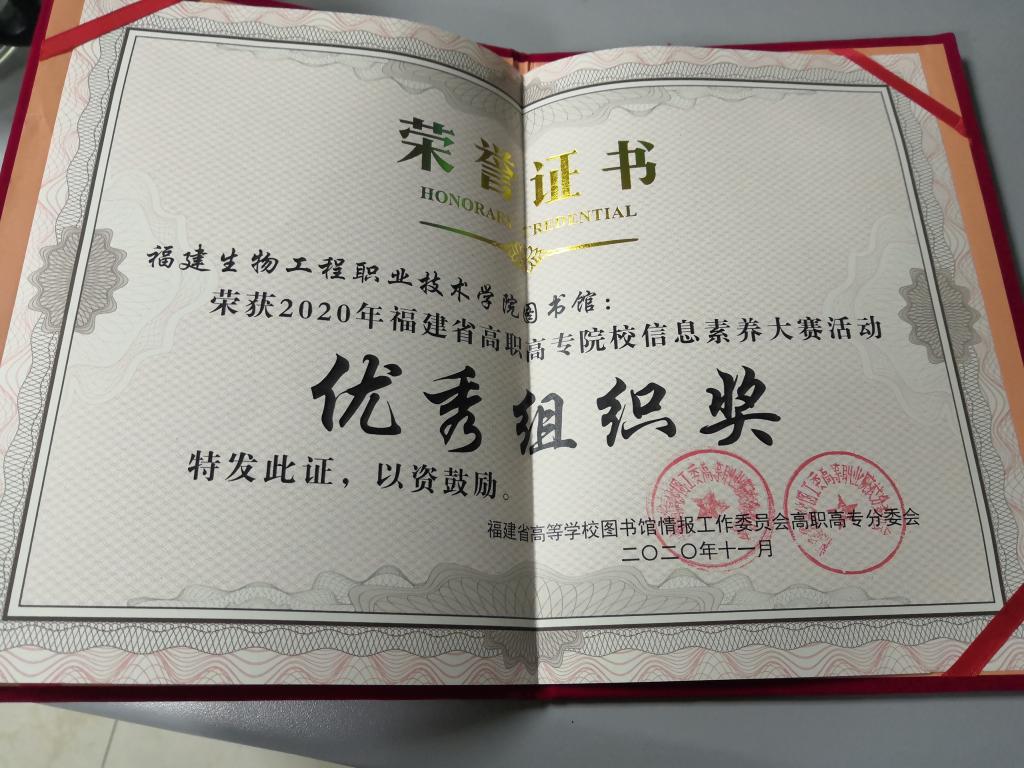 荣誉证书
HONORARY CREDENTIAL
福建生物工程职业技术学院图书馆：
荣获2020年福建省高职高专院校信息素养大赛活动
优秀组织奖
特发此证，以资鼓励。
福建省高等学校图书馆情报工作委员会高职高专分委会
二〇二〇年十一月